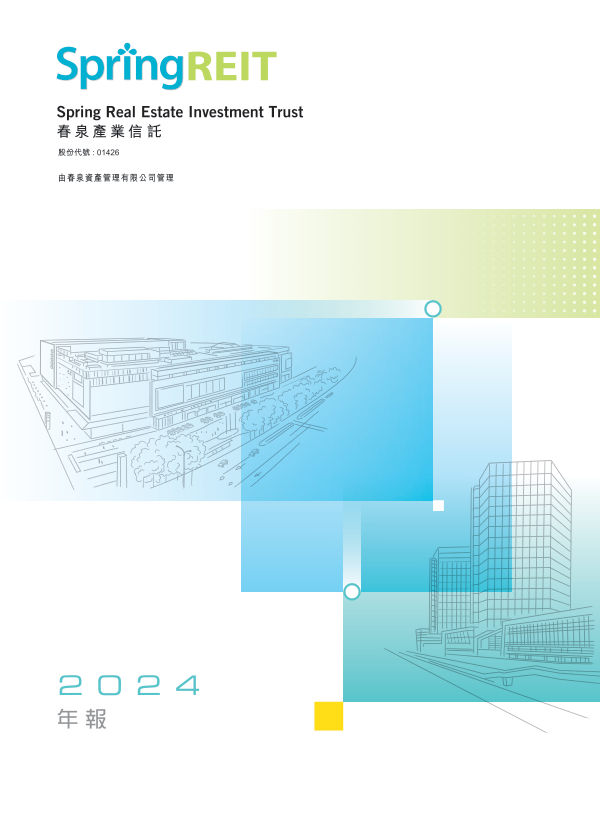 SpringREIT
Spring Real Estate Investment Trust
春泉產業信託
股份代號 : 01426
由春泉資產管理有限公司管理
2024
年報